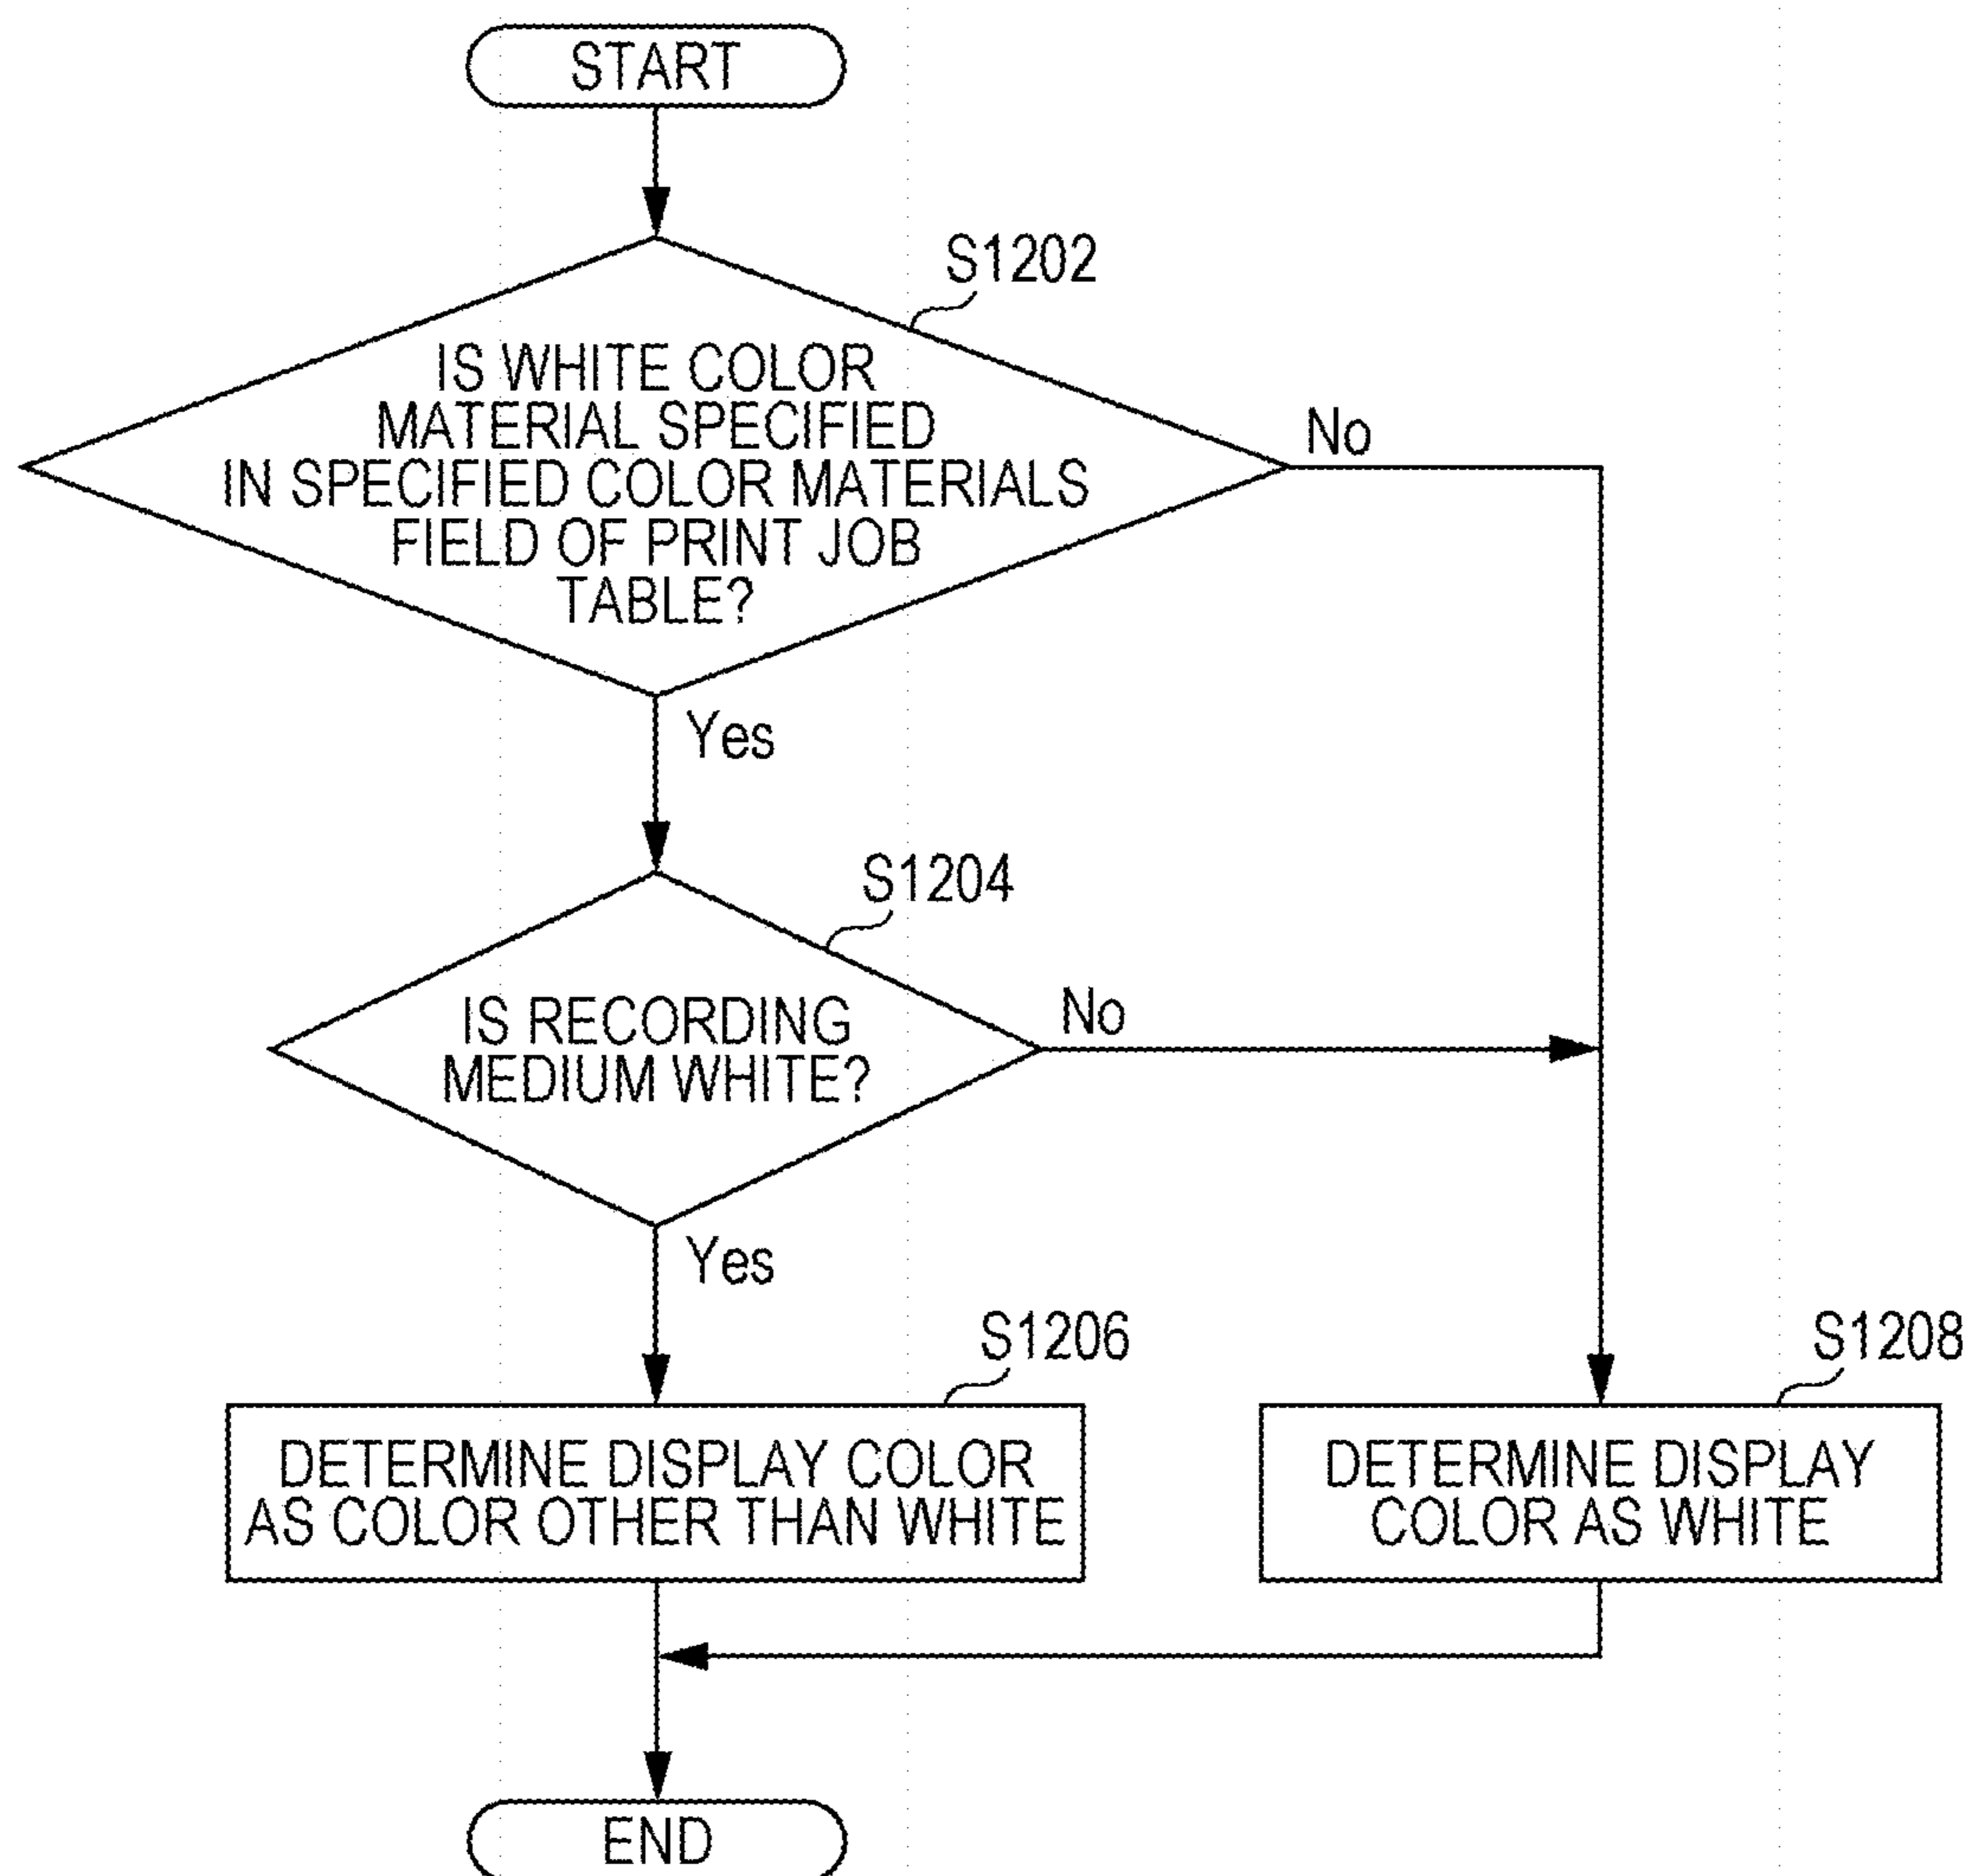 START
S1202
IS WHITE COLOR
MATERIAL SPECIFIED
IN SPECIFIED COLOR MATERIALS
FIELD OF PRINT JOB
TABLE?
No
Yes
S1204
IS RECORDING
MEDIUM WHITE?
No
Yes
S1206
DETERMINE DISPLAY COLOR
AS COLOR OTHER THAN WHITE
S1208
DETERMINE DISPLAY
COLOR AS WHITE
END